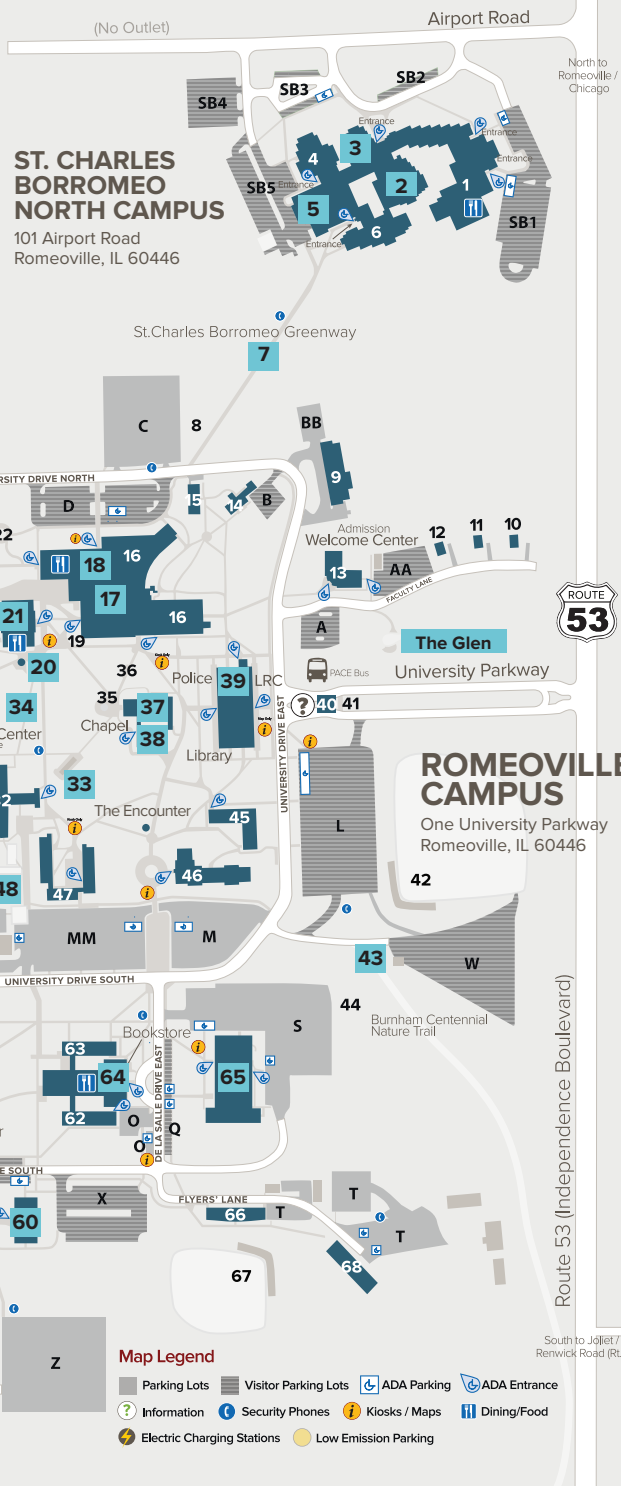 (No Outlet)
Airport Road
North to
Romeoville /
Chicago
SB4
SB3
SB2
ST. CHARLES
BORROMEO
NORTH CAMPUS
101 Airport Road
Romeoville, IL 60446
Entrance
Entrance
Entrance
Entrance
Entrance
3
4
2
1
5
6
SB5
SB1
St.Charles Borromeo Greenway
7
C
8
BB
9
RSITY DRIVE NORTH
D
15
14
B
22
Admission
Welcome Center
12
11
10
18
16
13
AA
FACULTY LANE
17
16
ROUTE
53
21
19
A
The Glen
20
36
Police
39
LRC
PACE Bus
University Parkway
34
35
37
?
40
41
Chapel
38
Center
Library
UNIVERSITY DRIVE EAST
ROMEOVILLE
CAMPUS
One University Parkway
Romeoville, IL 60446
33
2
The Encounter
45
L
46
42
47
48
MM
M
43
W
UNIVERSITY DRIVE SOUTH
44
Burnham Centennial
Nature Trail
S
Bookstore
63
64
65
62
O
O
Q
DE LA SALLE DRIVE EAST
r
E SOUTH
X
FLYERS' LANE
66
T
T
T
60
68
67
Route 53 (Independence Boulevard)
Z
South to Joliet /
Renwick Road (Rt.
Map Legend
Parking Lots
Visitor Parking Lots
ADA Parking
ADA Entrance
?
Information
Security Phones
i
Kiosks / Maps
Dining/Food
Electric Charging Stations
Low Emission Parking